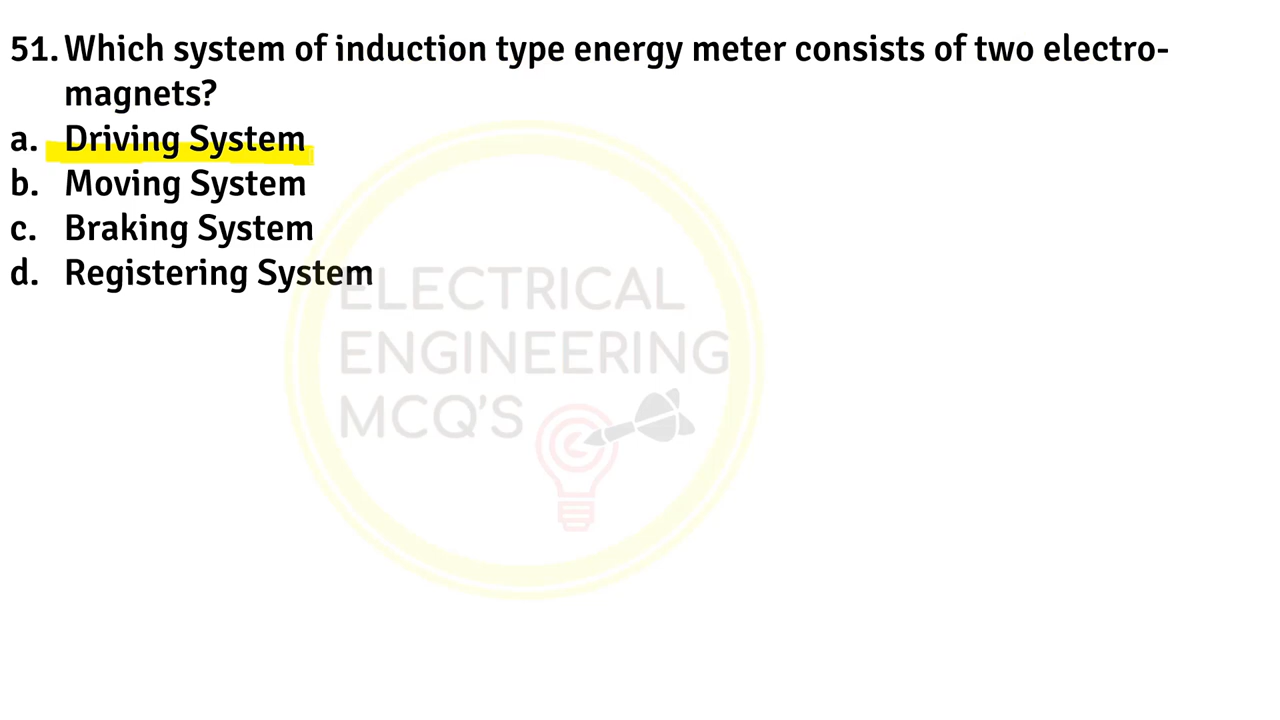 51. Which system of induction type energy meter consists of two electro-
magnets?
a. Driving System
b. Moving System
c. Braking System
d. Registering System
ELECTRICAL
ENGINEERING
MCQ'S